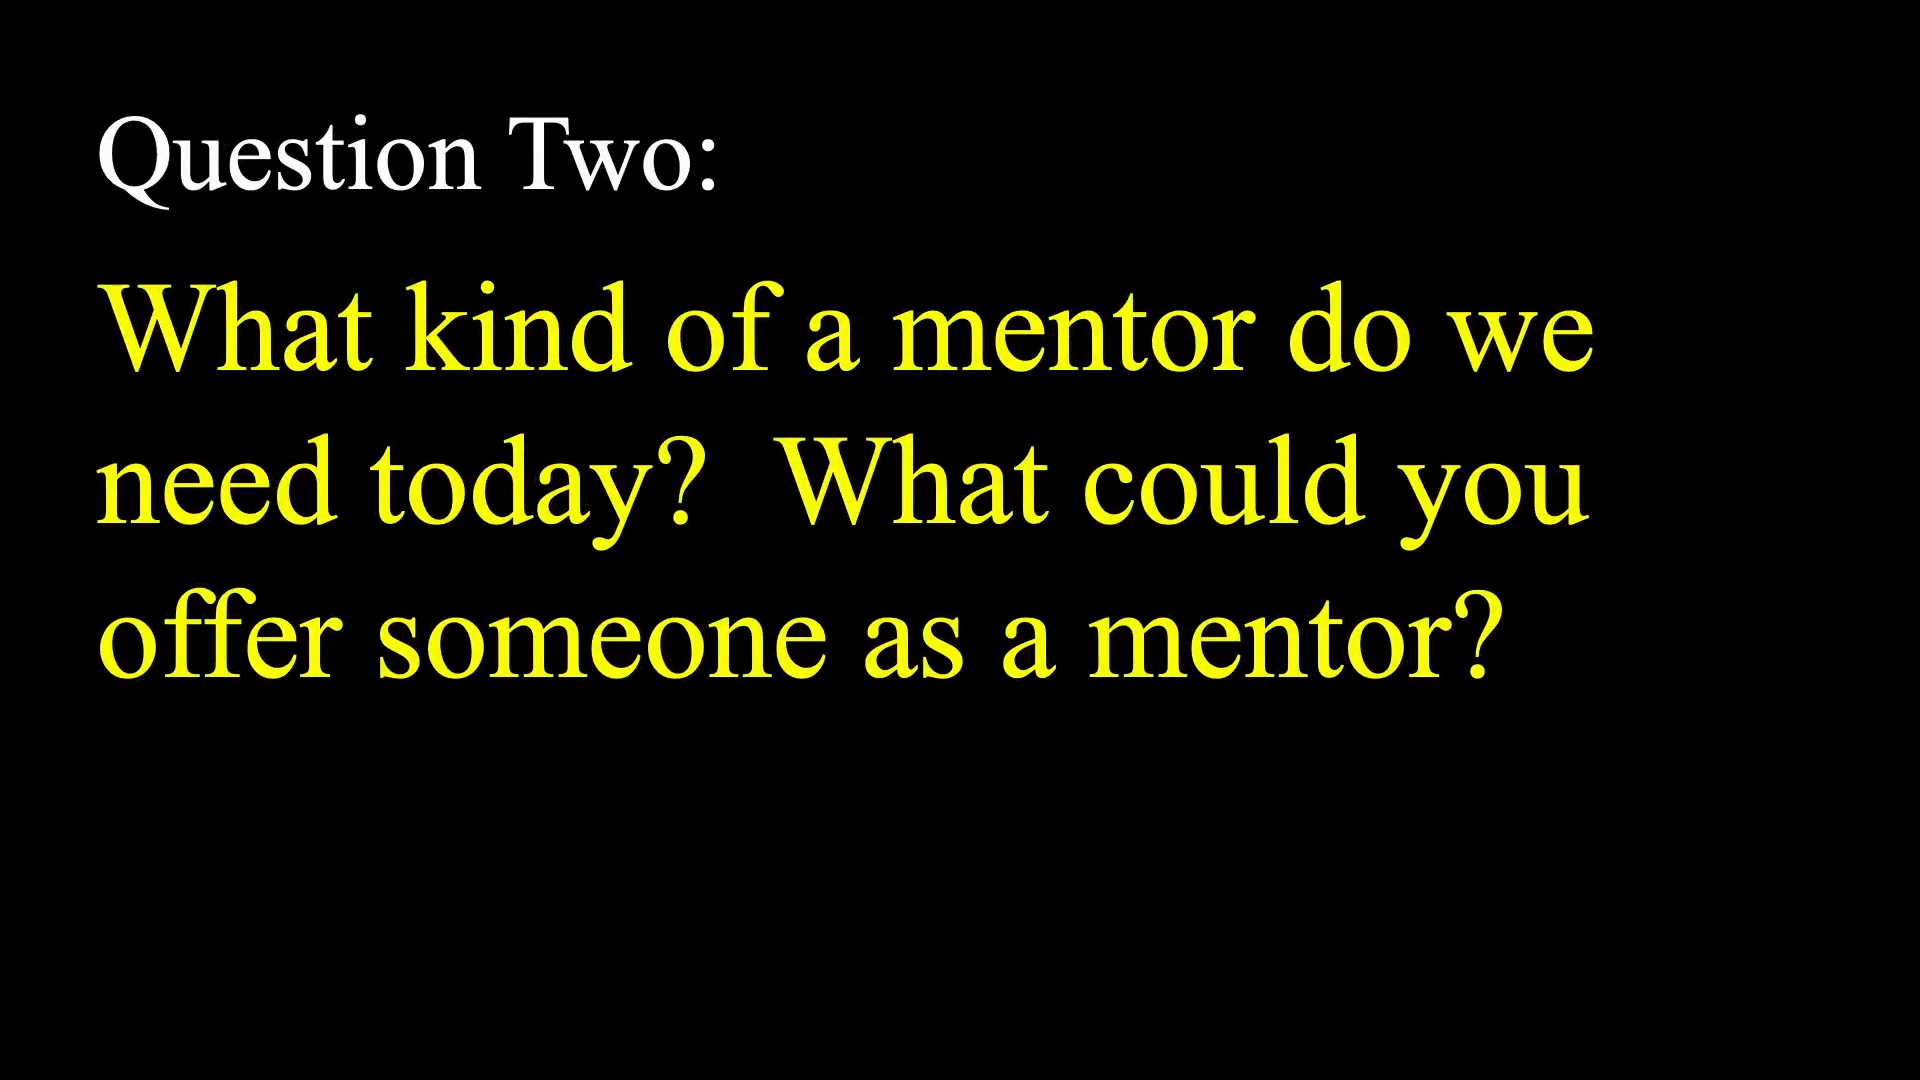 Question Two:
What kind of a mentor do we
need today?  What could you
offer someone as a mentor?